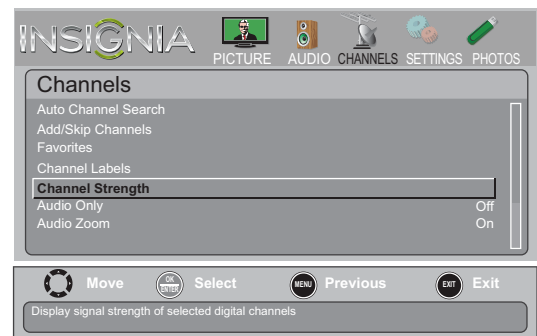 INSIGNIA
PICTURE AUDIO CHANNELS SETTINGS PHOTOS
Channels
Auto Channel Search
Add/Skip Channels
Favorites
Channel Labels
Channel Strength
Audio Only Off
Audio Zoom On
Move OK ENTER Select MENU Previous EXIT Exit
Display signal strength of selected digital channels